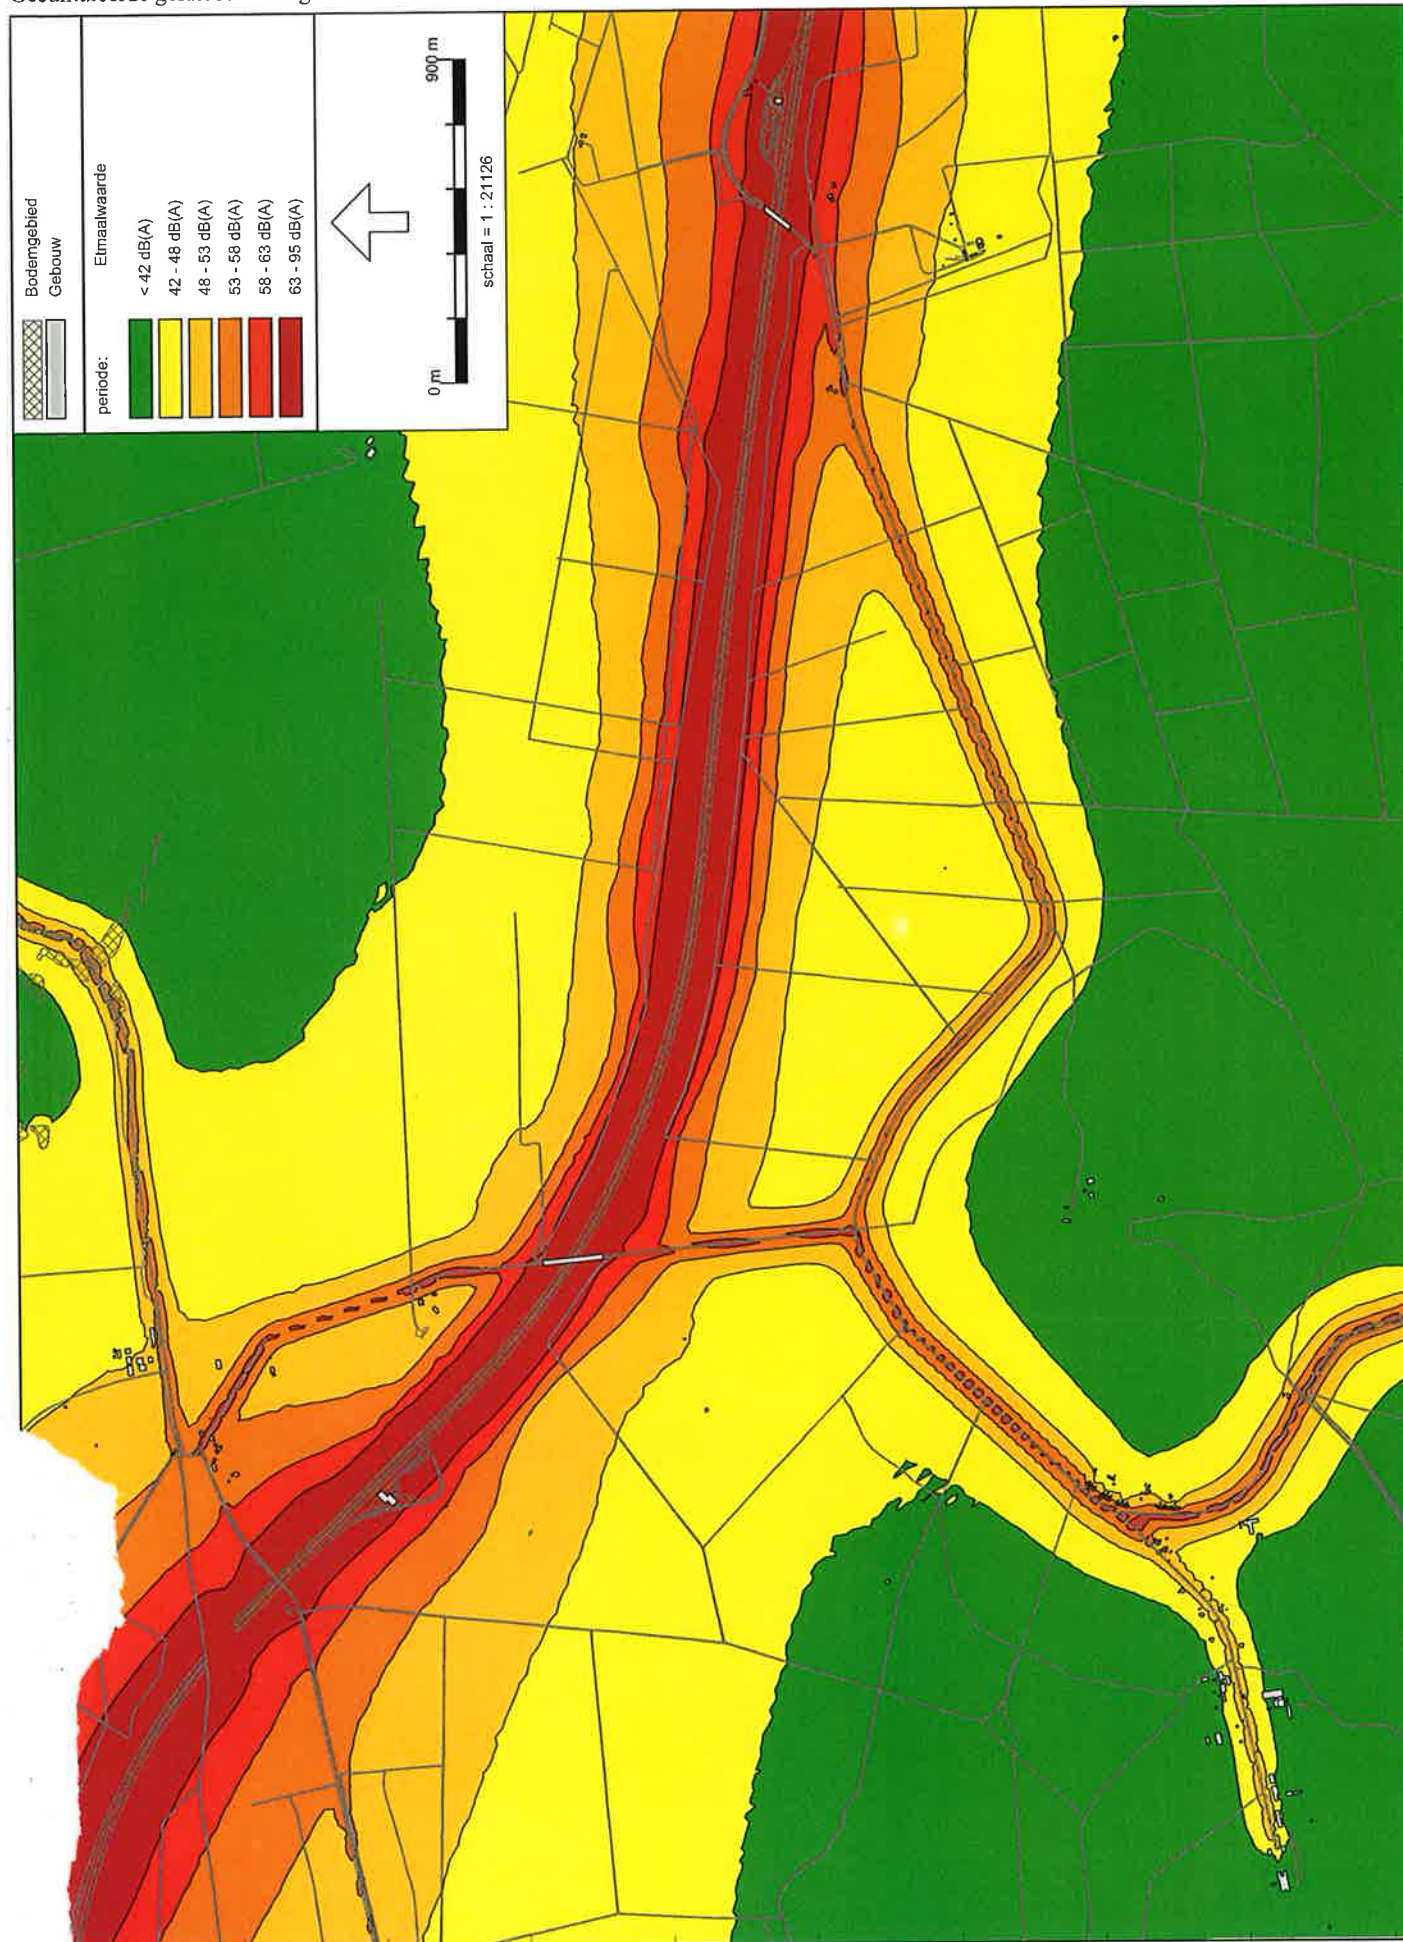 Bodemgebied
Gebouw
periode: Etmaalwaarde
< 42 dB(A)
42 - 48 dB(A)
48 - 53 dB(A)
53 - 58 dB(A)
58 - 63 dB(A)
63 - 95 dB(A)
0 m 900 m
schaal = 1 : 21126